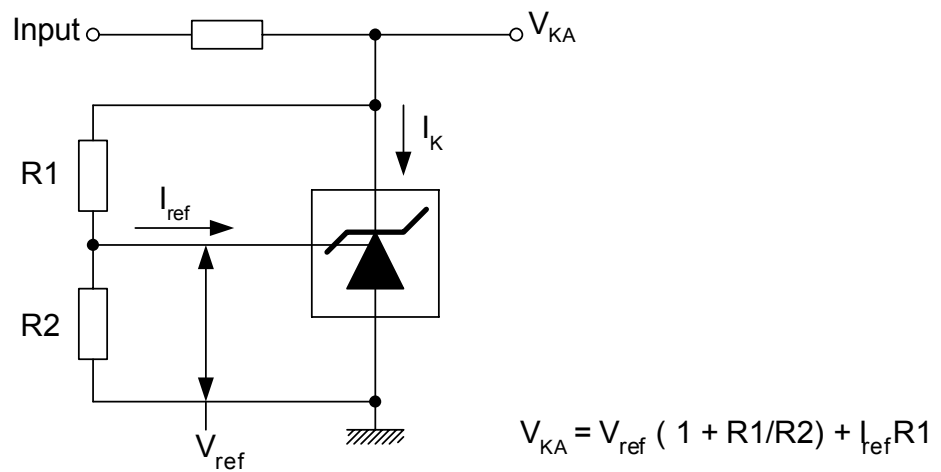 Input
V_KA
I_K
R1
I_ref
R2
V_ref
V_KA = V_ref ( 1 + R1/R2) + I_ref R1